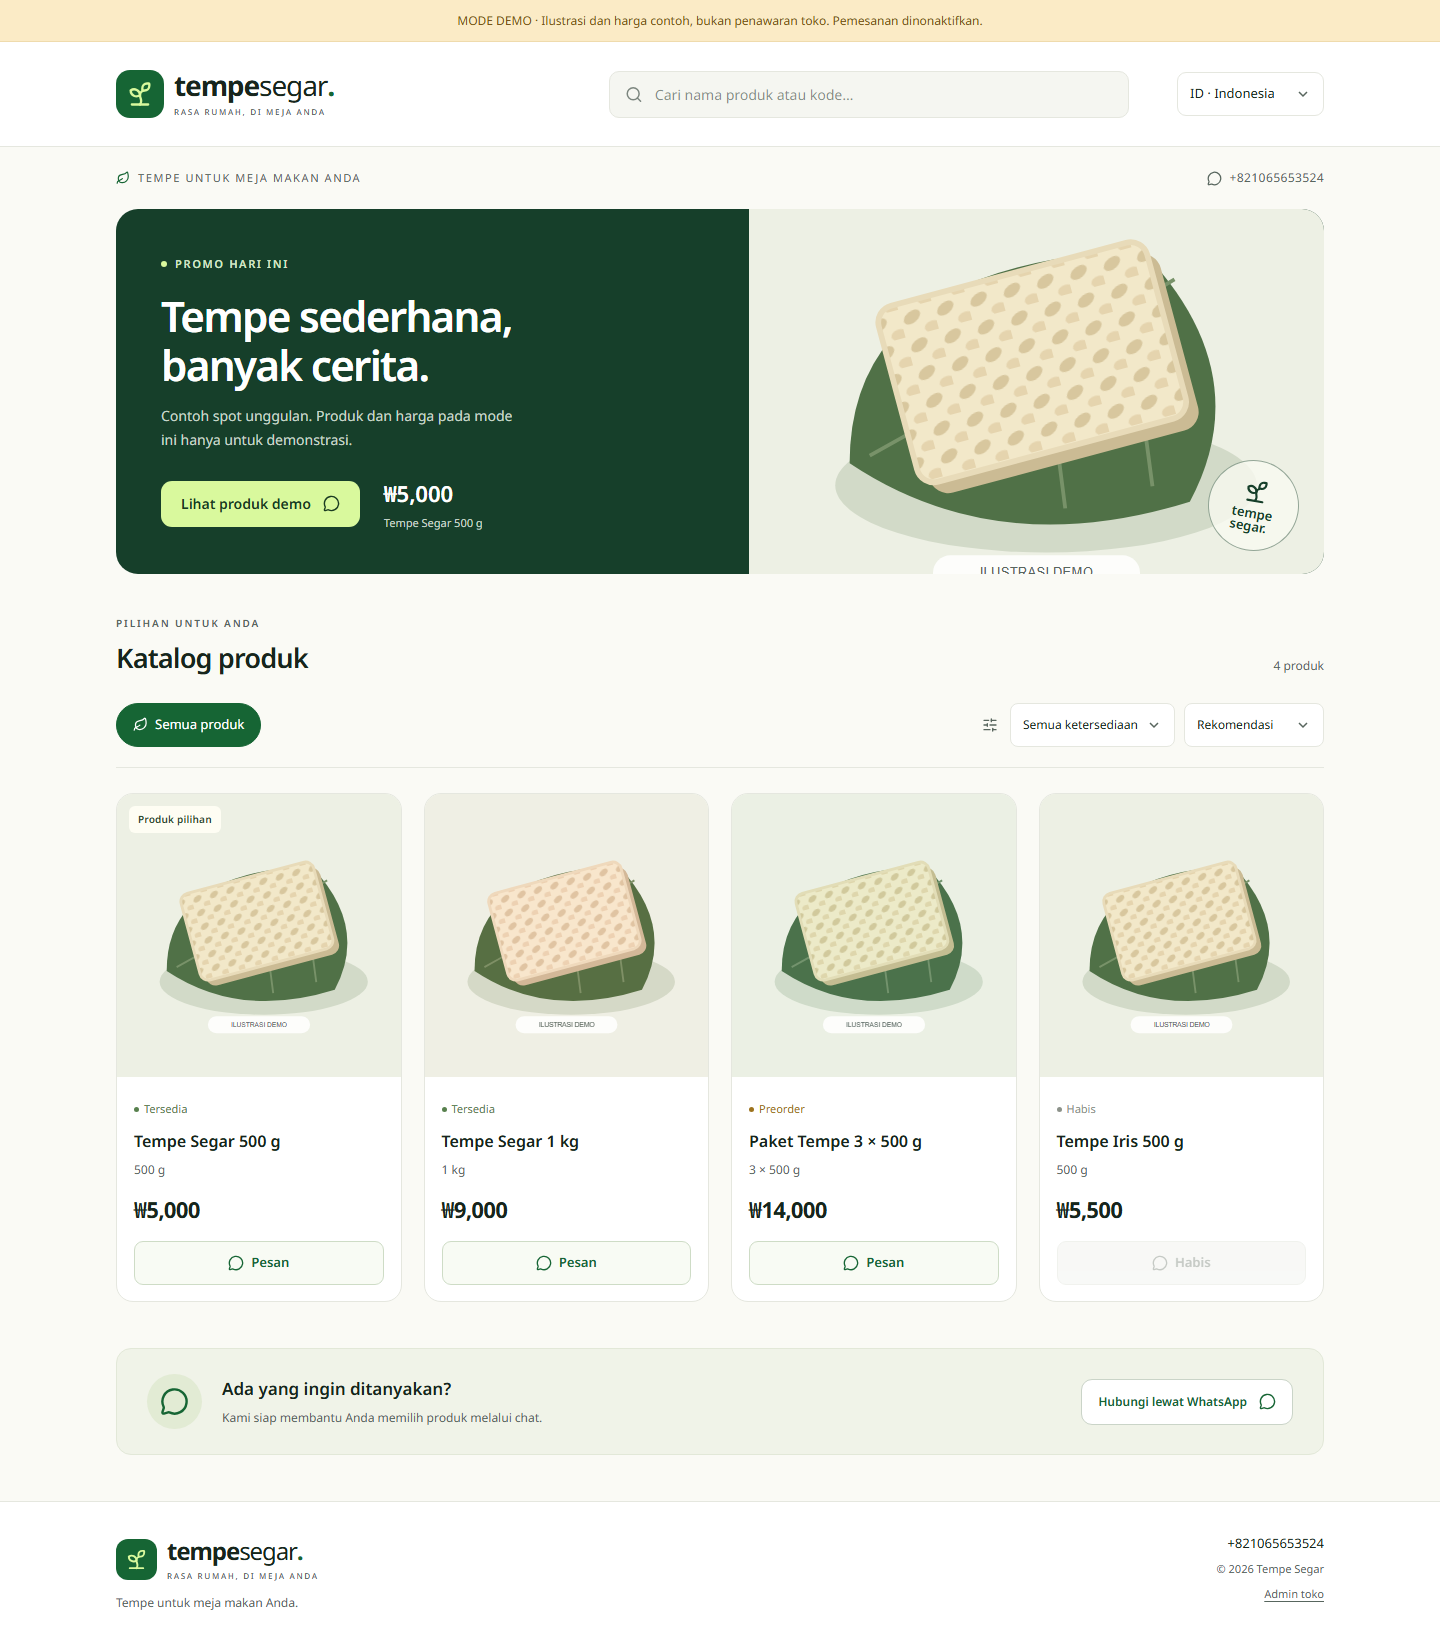 MODE DEMO · Ilustrasi dan harga contoh, bukan penawaran toko. Pemesanan dinonaktifkan.
tempesegar.
RASA RUMAH, DI MEJA ANDA
Cari nama produk atau kode...
ID · Indonesia
TEMPE UNTUK MEJA MAKAN ANDA
+821065653524
PROMO HARI INI
Tempe sederhana,
banyak cerita.
Contoh spot unggulan. Produk dan harga pada mode
ini hanya untuk demonstrasi.
Lihat produk demo
₩5,000
Tempe Segar 500 g
tempe
segar.
ILUSTRASI DEMO
PILIHAN UNTUK ANDA
Katalog produk
4 produk
Semua produk
Semua ketersediaan
Rekomendasi
Produk pilihan
ILUSTRASI DEMO
Tersedia
Tempe Segar 500 g
500 g
₩5,000
Pesan
ILUSTRASI DEMO
Tersedia
Tempe Segar 1 kg
1 kg
₩9,000
Pesan
ILUSTRASI DEMO
Preorder
Paket Tempe 3 × 500 g
3 × 500 g
₩14,000
Pesan
ILUSTRASI DEMO
Habis
Tempe Iris 500 g
500 g
₩5,500
Habis
Ada yang ingin ditanyakan?
Kami siap membantu Anda memilih produk melalui chat.
Hubungi lewat WhatsApp
tempesegar.
RASA RUMAH, DI MEJA ANDA
Tempe untuk meja makan Anda.
+821065653524
© 2026 Tempe Segar
Admin toko